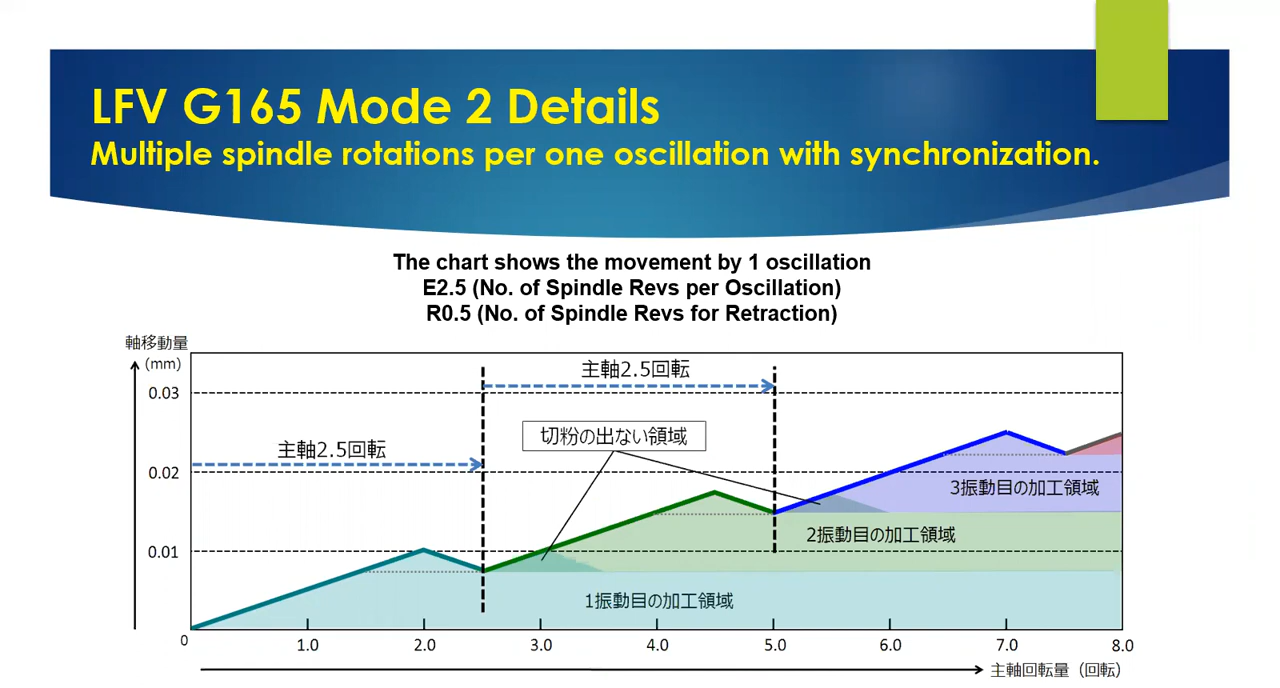 LFV G165 Mode 2 Details
Multiple spindle rotations per one oscillation with synchronization.
The chart shows the movement by 1 oscillation
E2.5 (No. of Spindle Revs per Oscillation)
R0.5 (No. of Spindle Revs for Retraction)
軸移動量
(mm)
主軸2.5回転
0.03
切粉の出ない領域
主軸2.5回転
0.02
3振動目の加工領域
2振動目の加工領域
0.01
1振動目の加工領域
0
1.0 2.0 3.0 4.0 5.0 6.0 7.0 8.0
主軸回転量（回転）